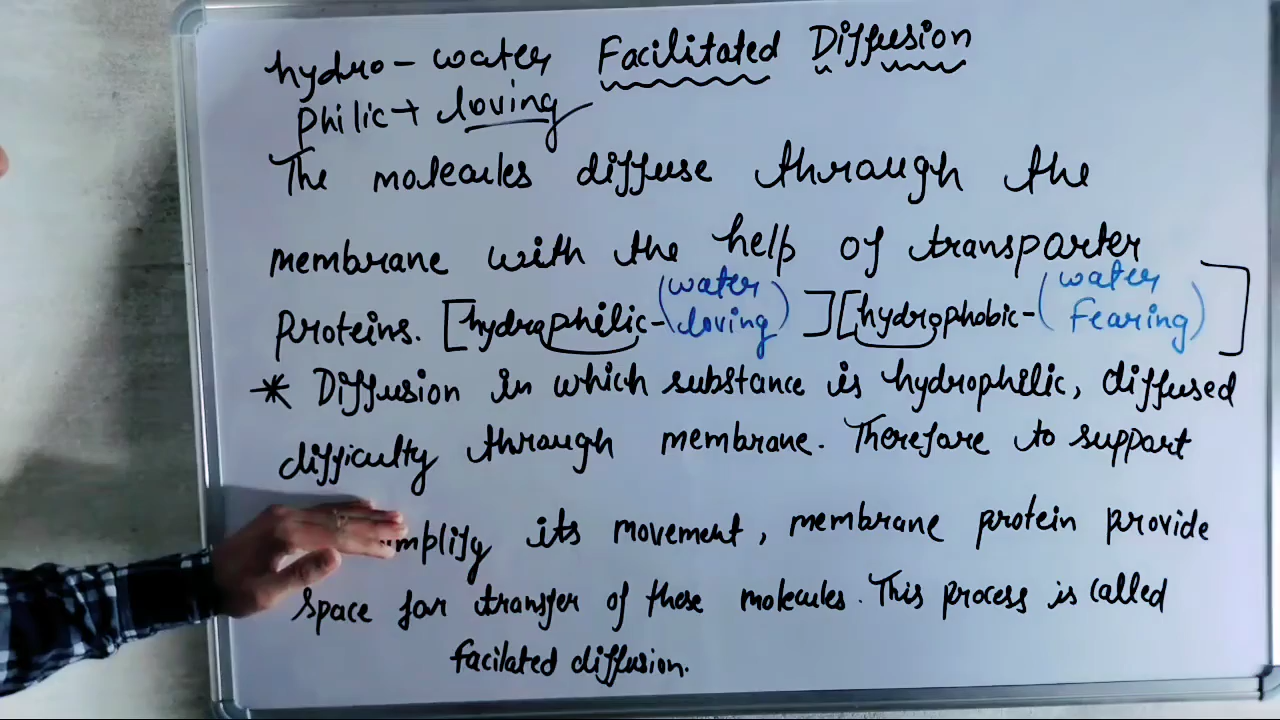 hydro - water Facilitated Diffusion
philic → loving
The molecules diffuse through the
membrane with the help of transporter
proteins. [hydrophilic - (water loving)] [hydrophobic - (water fearing)]
* Diffusion in which substance is hydrophilic, diffused
difficulty through membrane. Therefore to support
its movement, membrane protein provide
space for transfer of these molecules. This process is called
facilated diffusion.